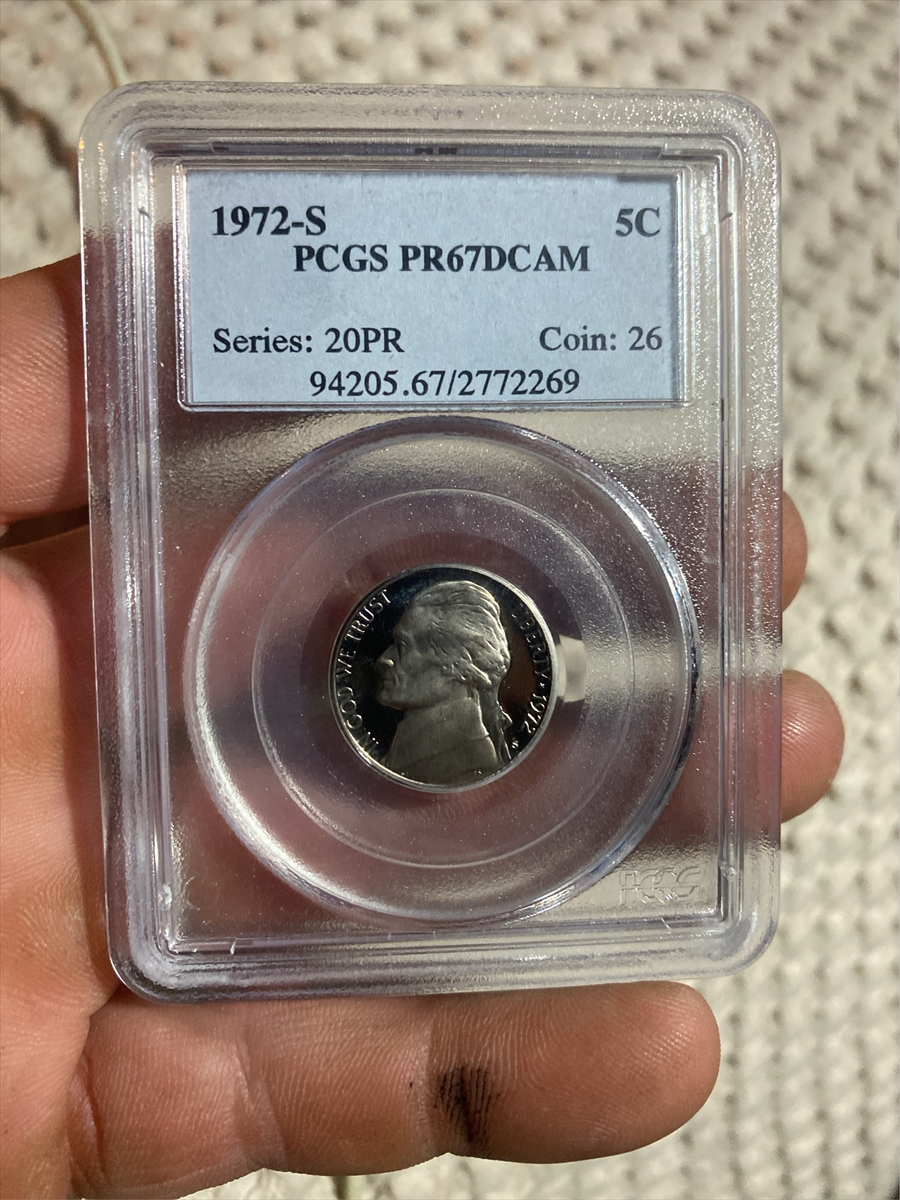 1972-S 5C
PCGS PR67DCAM
Series: 20PR Coin: 26
94205.67/2772269
IN GOD WE TRUST
LIBERTY ★ 1972
S
PCGS